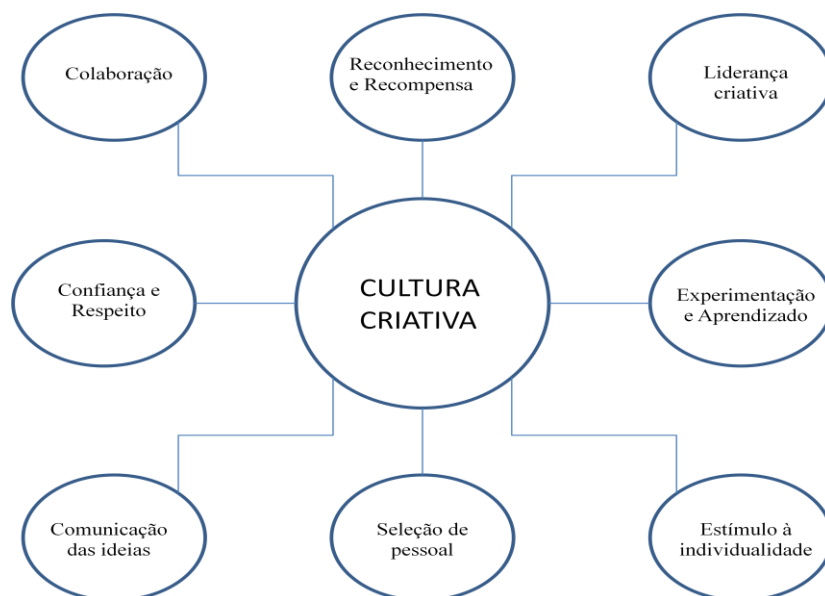 Colaboração
Reconhecimento
e Recompensa
Liderança
criativa
Confiança e
Respeito
CULTURA
CRIATIVA
Experimentação
e Aprendizado
Comunicação
das ideias
Seleção de
pessoal
Estímulo à
individualidade